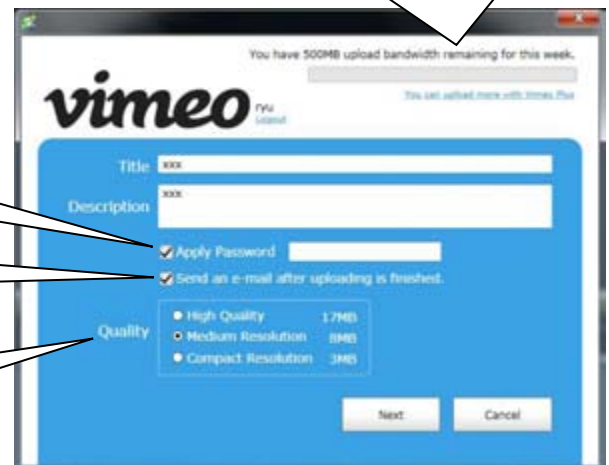 You have 500MB upload bandwidth remaining for this week.
You can upload more with Vimeo Plus
vimeo
ryu
Logout
Title xxx
Description xxx
Apply Password
Send an e-mail after uploading is finished.
Quality
High Quality 17MB
Medium Resolution 8MB
Compact Resolution 3MB
Next Cancel